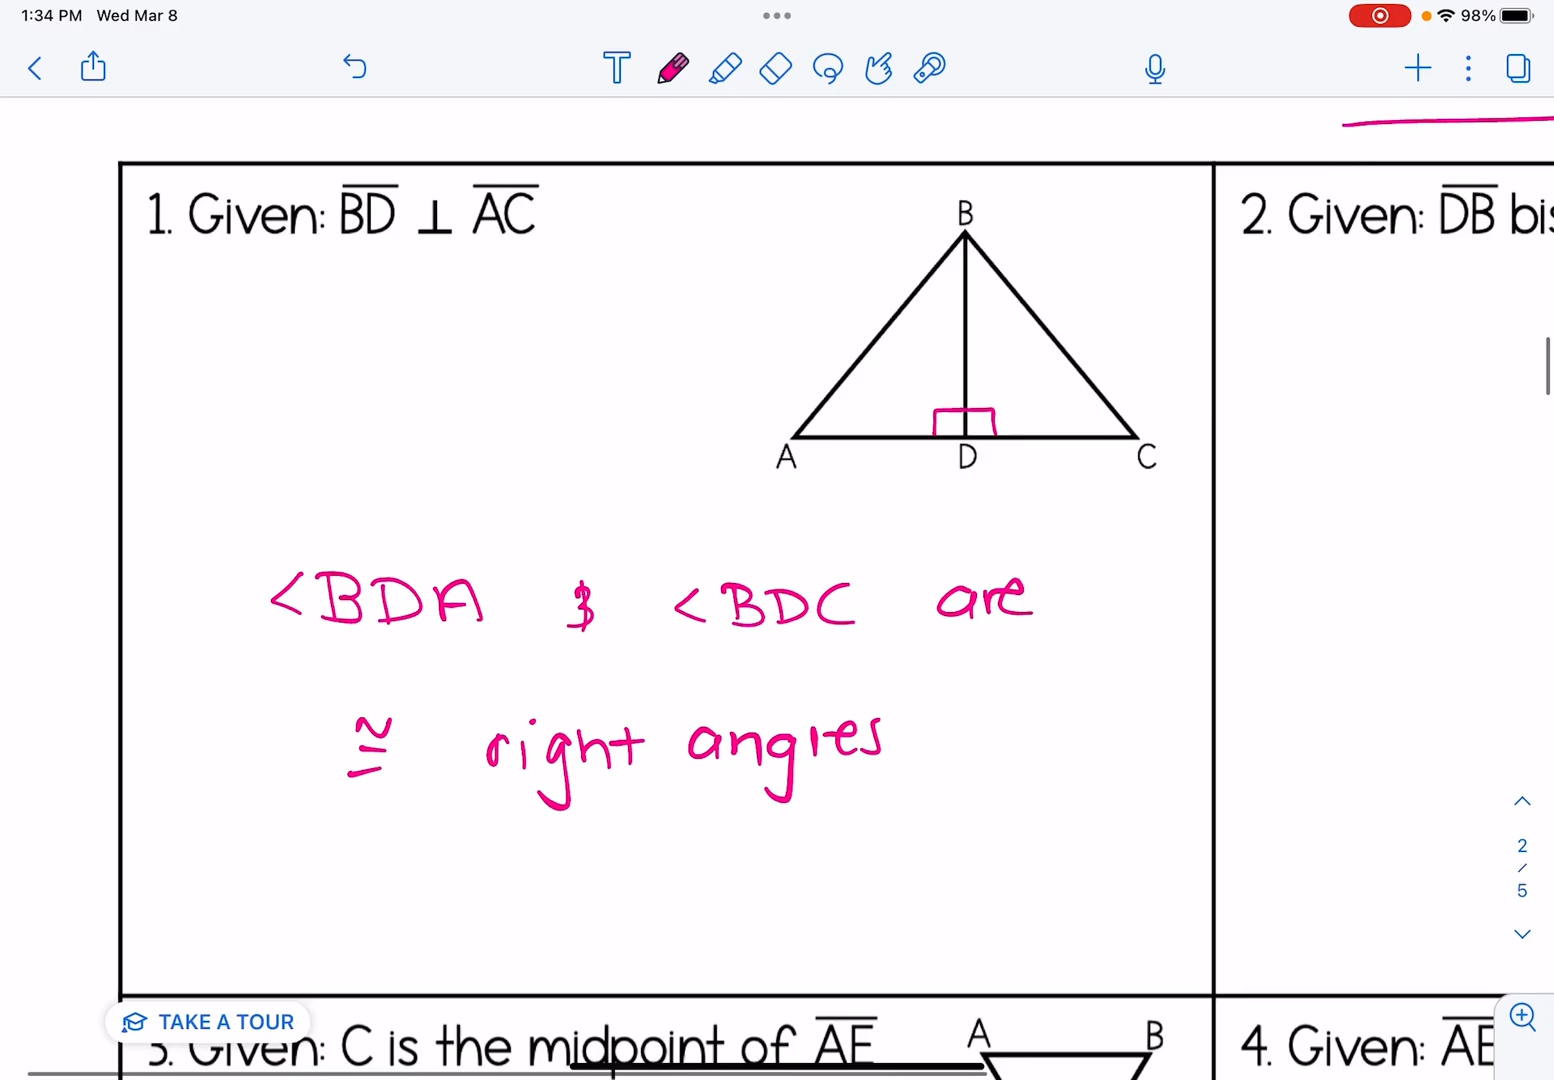 1:34 PM Wed Mar 8
98%
1. Given: BD ⊥ AC
2. Given: DB bis
B
A
D
C
<BDA & <BDC are
≅ right angles
2
/
5
TAKE A TOUR
3. Given: C is the midpoint of AE
A
B
4. Given: AE